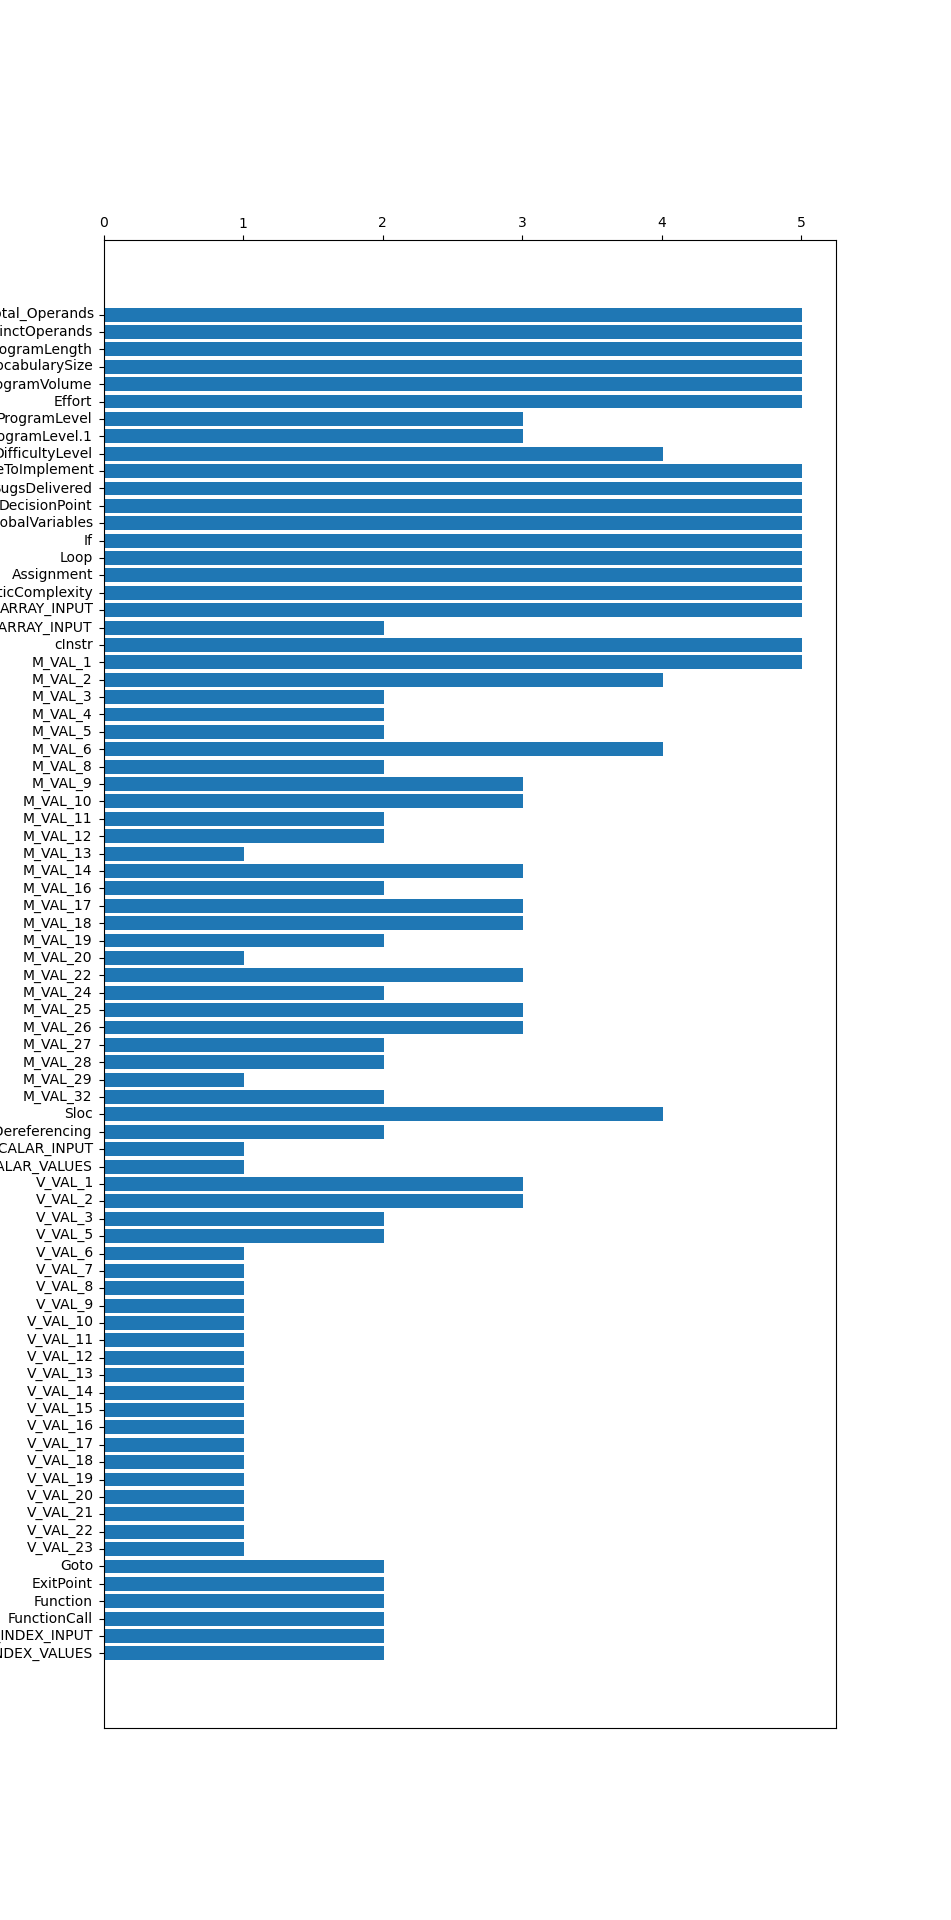 0 1 2 3 4 5
tal_Operands
inctOperands
ogramLength
ocabularySize
ogramVolume
Effort
ProgramLevel
ogramLevel.1
DifficultyLevel
eToImplement
ugsDelivered
DecisionPoint
obalVariables
If
Loop
Assignment
ticComplexity
ARRAY_INPUT
ARRAY_INPUT
cInstr
M_VAL_1
M_VAL_2
M_VAL_3
M_VAL_4
M_VAL_5
M_VAL_6
M_VAL_8
M_VAL_9
M_VAL_10
M_VAL_11
M_VAL_12
M_VAL_13
M_VAL_14
M_VAL_16
M_VAL_17
M_VAL_18
M_VAL_19
M_VAL_20
M_VAL_22
M_VAL_24
M_VAL_25
M_VAL_26
M_VAL_27
M_VAL_28
M_VAL_29
M_VAL_32
Sloc
Dereferencing
CALAR_INPUT
ALAR_VALUES
V_VAL_1
V_VAL_2
V_VAL_3
V_VAL_5
V_VAL_6
V_VAL_7
V_VAL_8
V_VAL_9
V_VAL_10
V_VAL_11
V_VAL_12
V_VAL_13
V_VAL_14
V_VAL_15
V_VAL_16
V_VAL_17
V_VAL_18
V_VAL_19
V_VAL_20
V_VAL_21
V_VAL_22
V_VAL_23
Goto
ExitPoint
Function
FunctionCall
_INDEX_INPUT
NDEX_VALUES